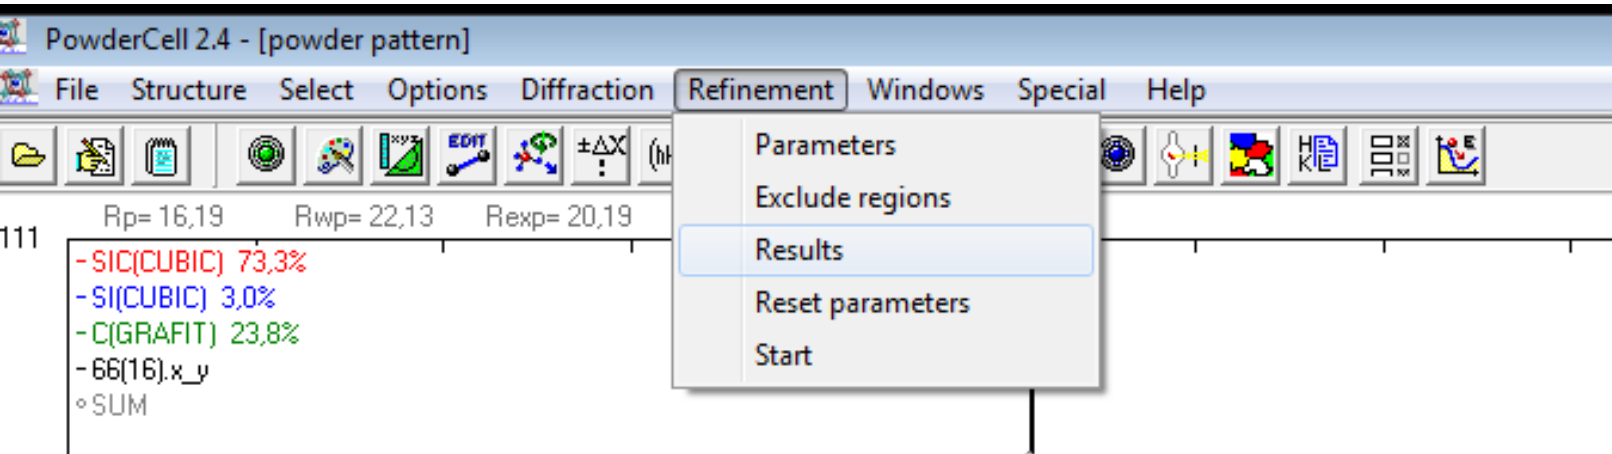 PowderCell 2.4 - [powder pattern]
File Structure Select Options Diffraction Refinement Windows Special Help
EDIT
±ΔX
(hk
Parameters
Exclude regions
Results
Reset parameters
Start
Rp= 16,19 Rwp= 22,13 Rexp= 20,19
111
-SIC(CUBIC) 73,3%
-SI(CUBIC) 3,0%
-C(GRAFIT) 23,8%
-66(16).x_y
∘SUM